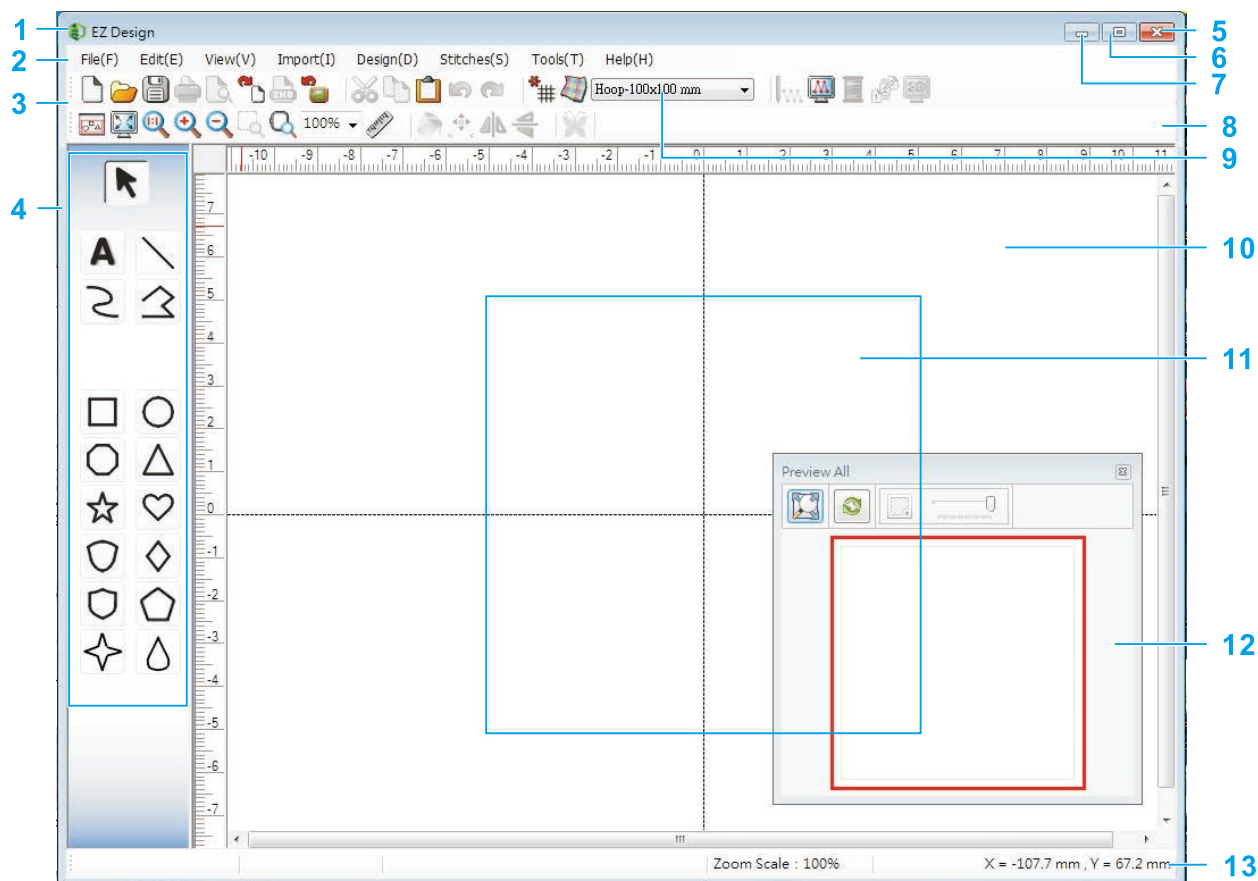 1 EZ Design 5
2 File(F) Edit(E) View(V) Import(I) Design(D) Stitches(S) Tools(T) Help(H) 6
7
3 Hoop-100x100 mm
1:1 100% 8
-10 -9 -8 -7 -6 -5 -4 -3 -2 -1 0 1 2 3 4 5 6 7 8 9 10 11 9
4 7
A 6 10
5
4 11
3
2
1 Preview All
0
-1
-2
-3 12
-4
-5
-6
-7
Zoom Scale : 100% X = -107.7 mm , Y = 67.2 mm 13